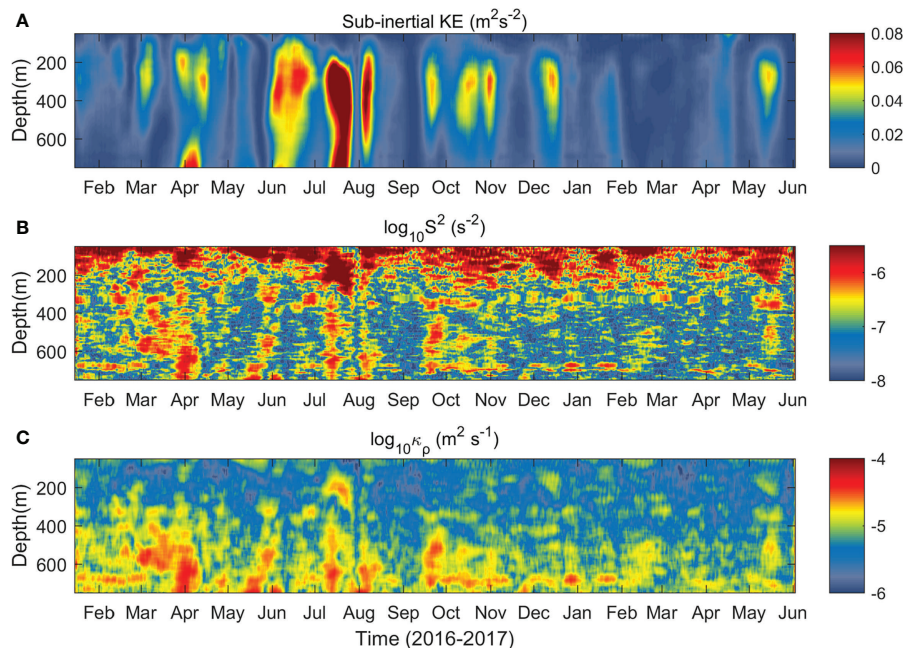 A
Sub-inertial KE (m²s⁻²)
Depth(m)
200
400
600
Feb Mar Apr May Jun Jul Aug Sep Oct Nov Dec Jan Feb Mar Apr May Jun
0.08
0.06
0.04
0.02
0
B
log₁₀S² (s⁻²)
Depth(m)
200
400
600
Feb Mar Apr May Jun Jul Aug Sep Oct Nov Dec Jan Feb Mar Apr May Jun
-6
-7
-8
C
log₁₀κᵨ (m² s⁻¹)
Depth(m)
200
400
600
Feb Mar Apr May Jun Jul Aug Sep Oct Nov Dec Jan Feb Mar Apr May Jun
-4
-5
-6
Time (2016-2017)